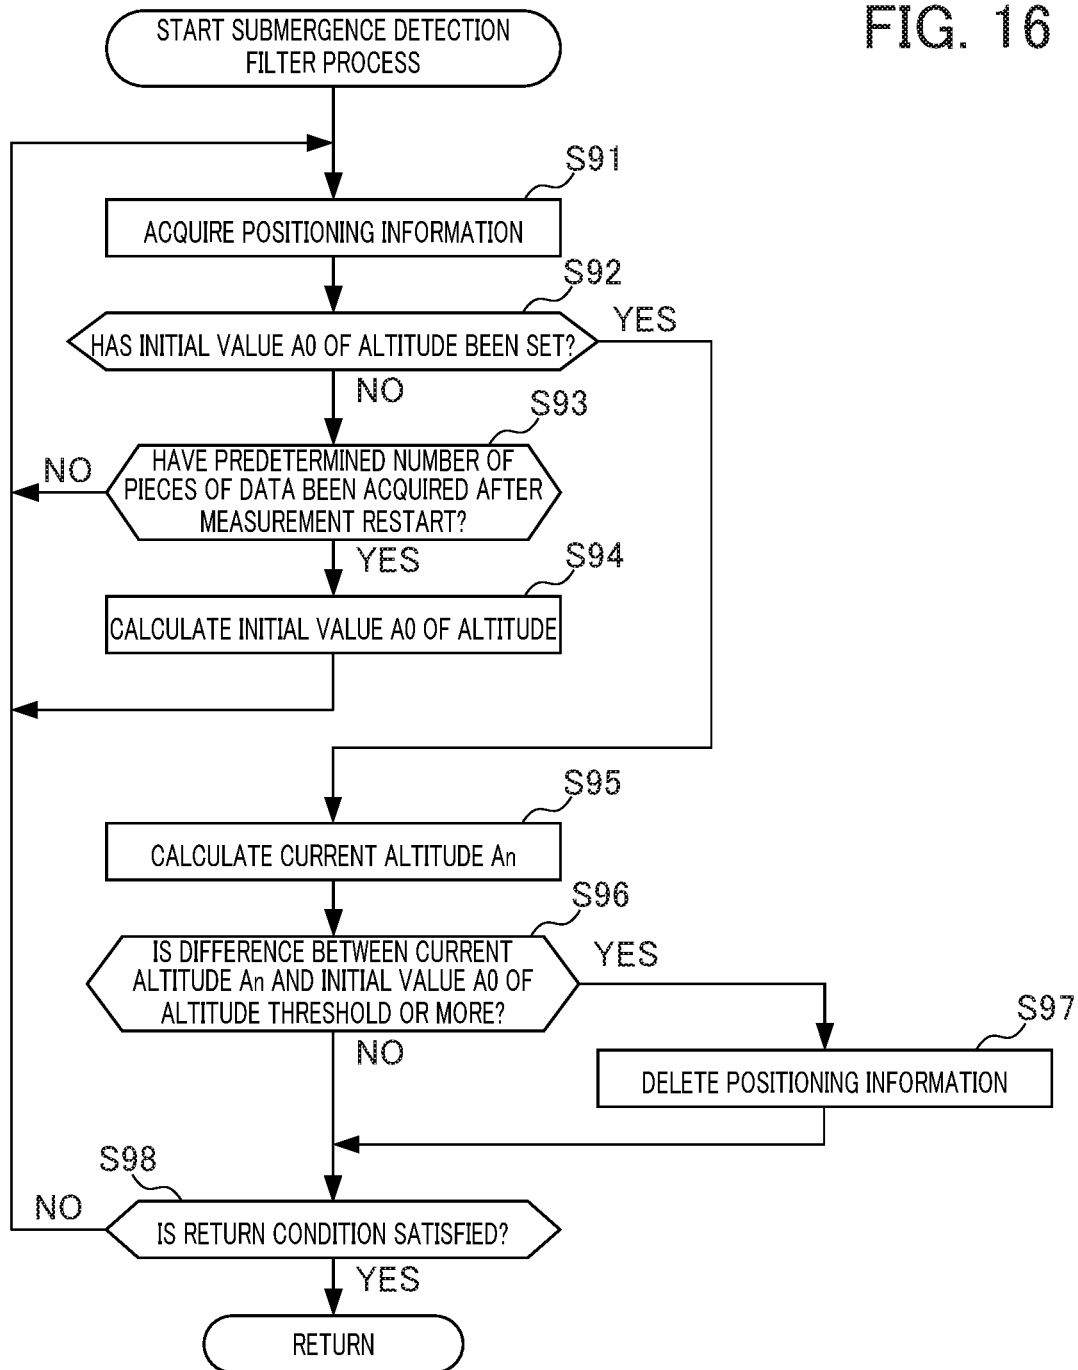 FIG. 16
START SUBMERGENCE DETECTION
FILTER PROCESS
S91
ACQUIRE POSITIONING INFORMATION
S92
HAS INITIAL VALUE A0 OF ALTITUDE BEEN SET?
YES
NO
S93
HAVE PREDETERMINED NUMBER OF
PIECES OF DATA BEEN ACQUIRED AFTER
MEASUREMENT RESTART?
NO
YES
S94
CALCULATE INITIAL VALUE A0 OF ALTITUDE
S95
CALCULATE CURRENT ALTITUDE An
S96
IS DIFFERENCE BETWEEN CURRENT
ALTITUDE An AND INITIAL VALUE A0 OF
ALTITUDE THRESHOLD OR MORE?
YES
NO
S97
DELETE POSITIONING INFORMATION
S98
NO
IS RETURN CONDITION SATISFIED?
YES
RETURN